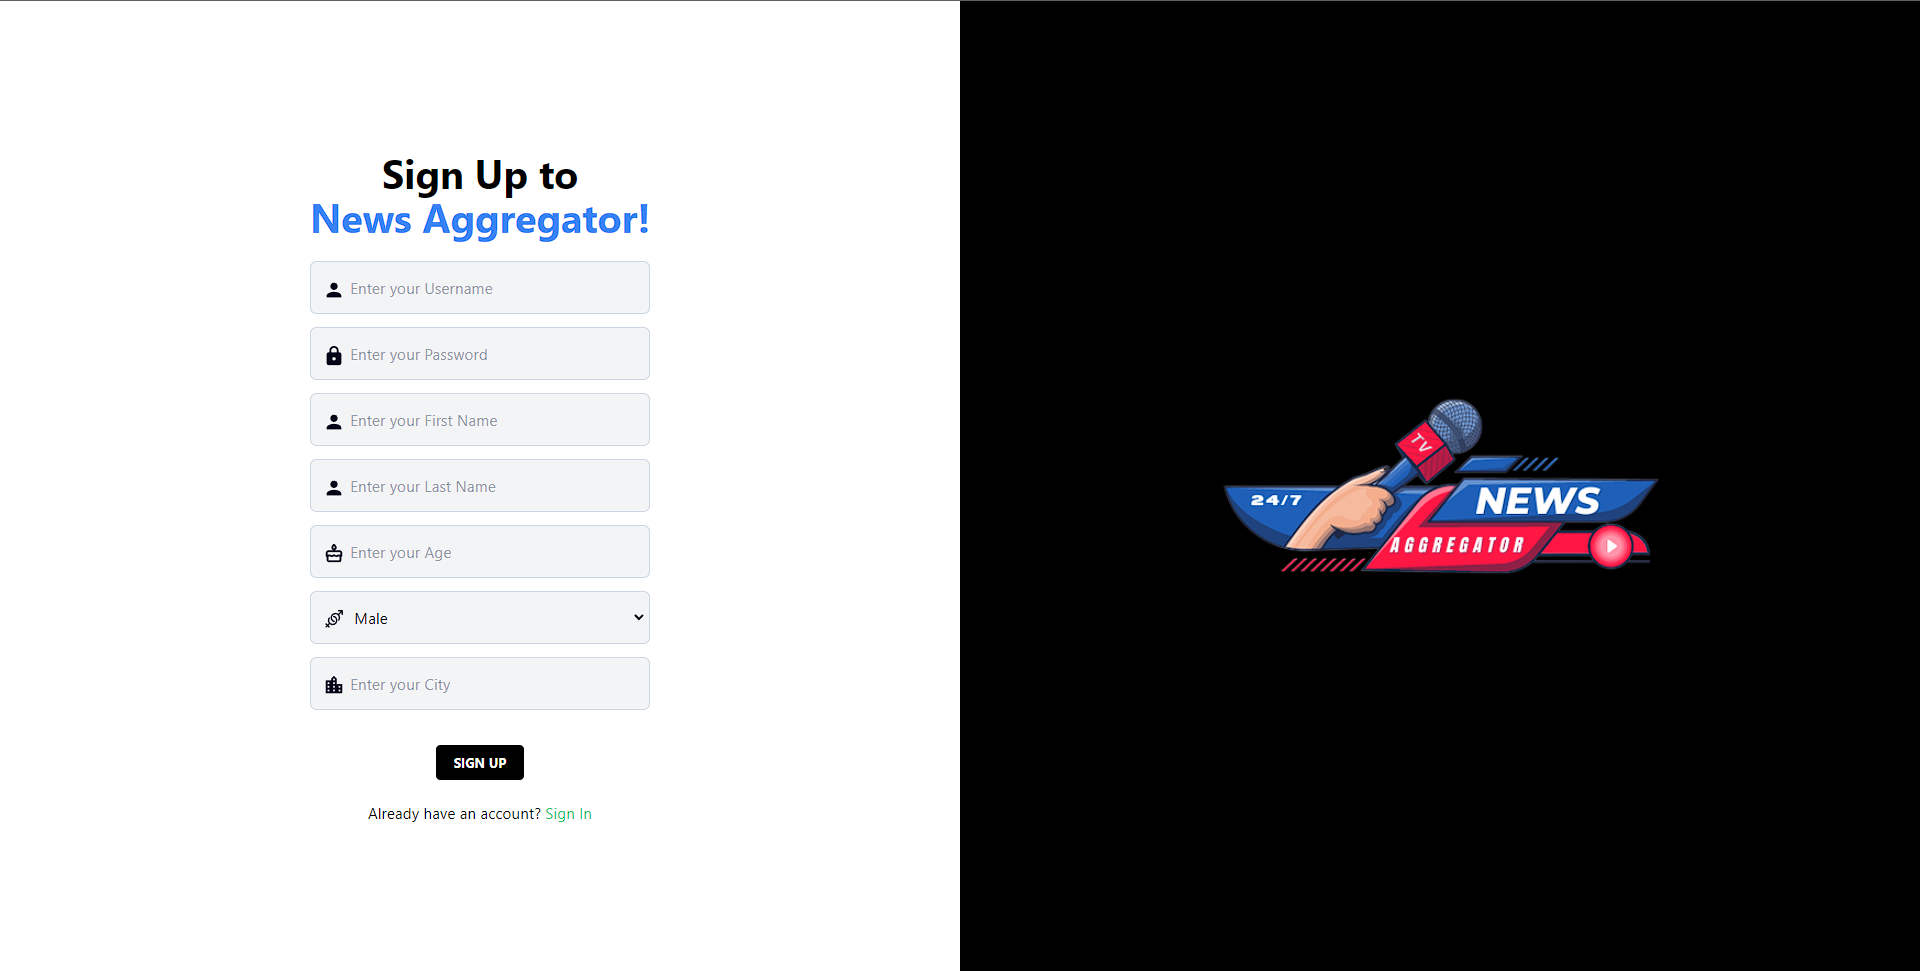 Sign Up to
News Aggregator!
Enter your Username
Enter your Password
Enter your First Name
Enter your Last Name
Enter your Age
Male
Enter your City
SIGN UP
Already have an account? Sign In
TV
24/7
NEWS
AGGREGATOR